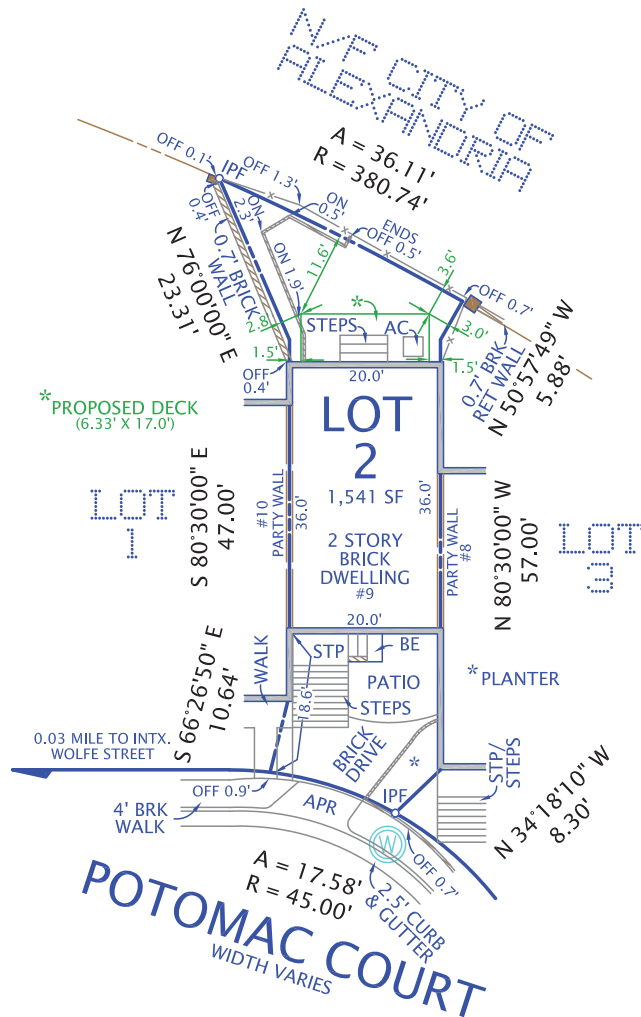 N/F CITY OF
ALEXANDRIA
A = 36.11'
R = 380.74'
OFF 0.1'
IPF
OFF 1.3'
ON
0.5'
ENDS
OFF 0.5'
OFF
0.4'
ON
2.3'
0.7' BRICK
WALL
ON 1.9'
11.6'
3.6'
N 76°00'00" E
23.31'
2.8'
*
STEPS
AC
3.0'
OFF 0.7'
0.7' BRK
RET WALL
N 50°57'49" W
5.88'
1.5'
1.5'
OFF
0.4'
20.0'
*PROPOSED DECK
(6.33' X 17.0')
LOT
2
1,541 SF
LOT
1
S 80°30'00" E
47.00'
#10
PARTY WALL
36.0'
36.0'
PARTY WALL
#8
N 80°30'00" W
57.00'
LOT
3
2 STORY
BRICK
DWELLING
#9
20.0'
S 66°26'50" E
10.64'
WALK
STP
BE
PATIO
STEPS
18.6'
*PLANTER
0.03 MILE TO INTX.
WOLFE STREET
BRICK
DRIVE
*
STP/
STEPS
OFF 0.9'
4' BRK
WALK
APR
IPF
N 34°18'10" W
8.30'
W
OFF 0.7'
A = 17.58'
R = 45.00'
2.5' CURB
& GUTTER
POTOMAC COURT
WIDTH VARIES